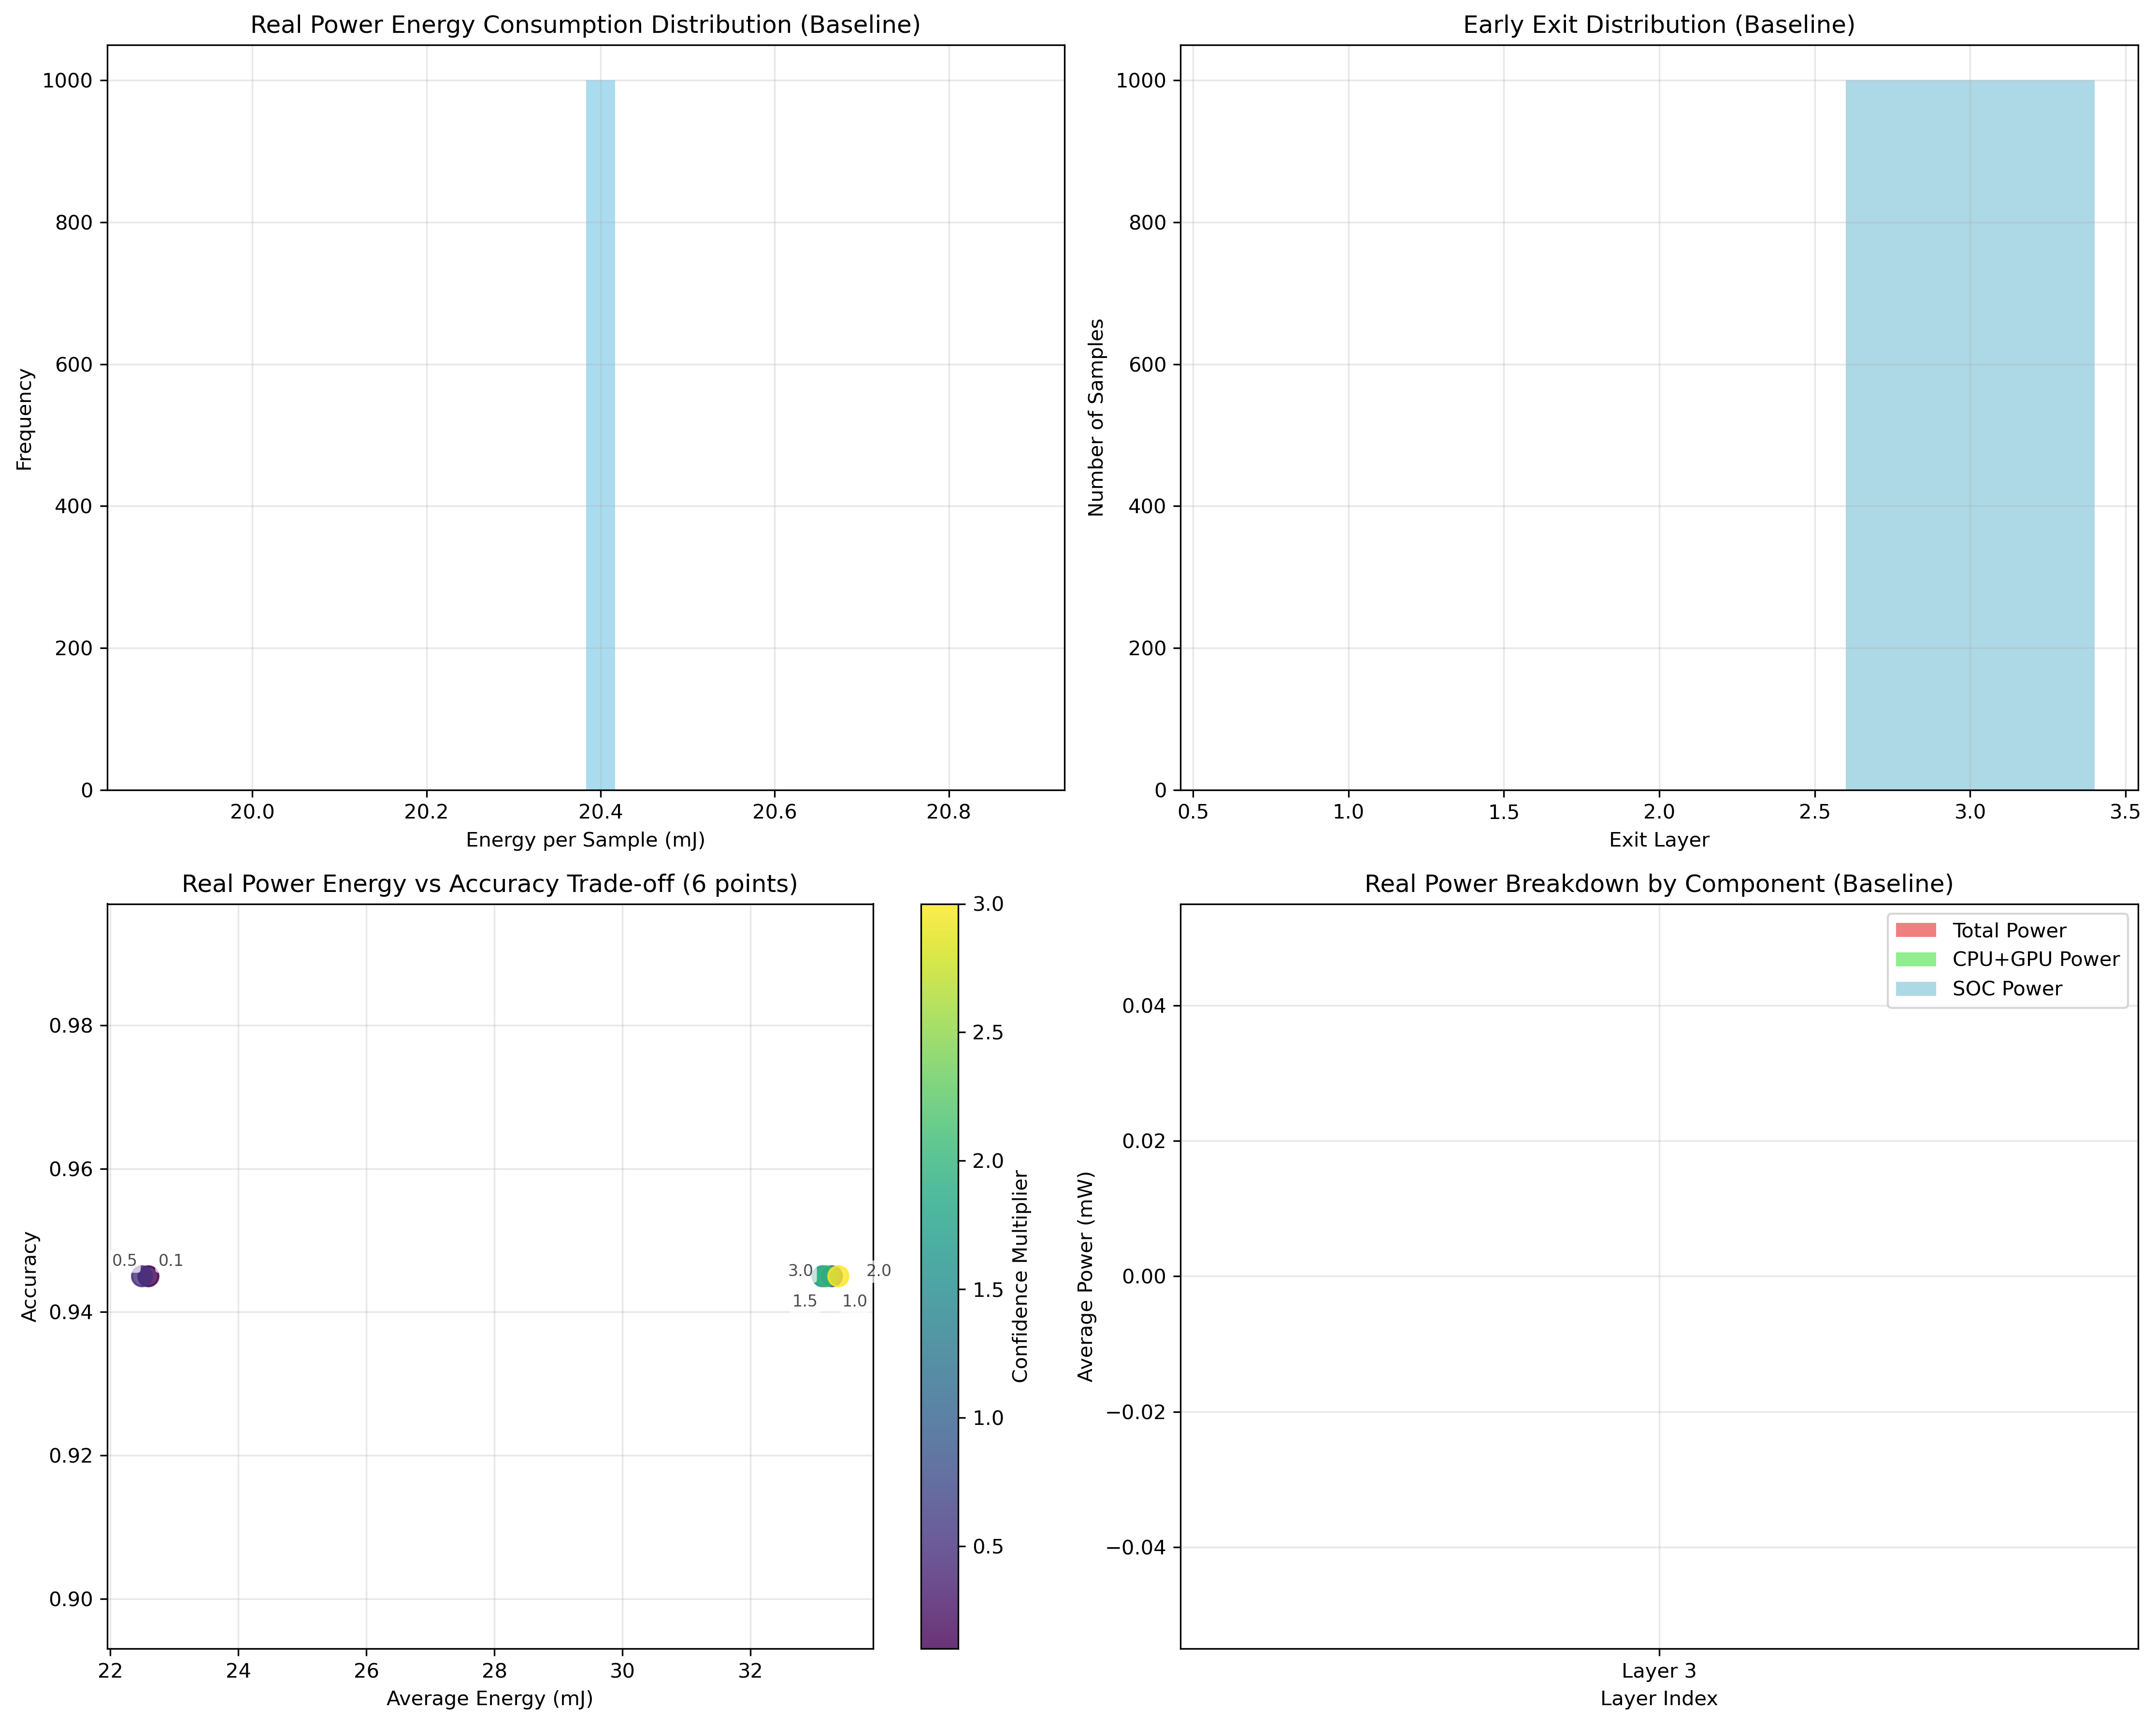 Real Power Energy Consumption Distribution (Baseline)
1000
800
600
400
200
0
Frequency
20.0 20.2 20.4 20.6 20.8
Energy per Sample (mJ)
Early Exit Distribution (Baseline)
1000
800
600
400
200
0
Number of Samples
0.5 1.0 1.5 2.0 2.5 3.0 3.5
Exit Layer
Real Power Energy vs Accuracy Trade-off (6 points)
0.98
0.96
0.94
0.92
0.90
Accuracy
0.5 0.1
3.0 2.0
1.5 1.0
22 24 26 28 30 32
Average Energy (mJ)
3.0
2.5
2.0
1.5
1.0
0.5
Confidence Multiplier
Real Power Breakdown by Component (Baseline)
Total Power
CPU+GPU Power
SOC Power
0.04
0.02
0.00
−0.02
−0.04
Average Power (mW)
Layer 3
Layer Index